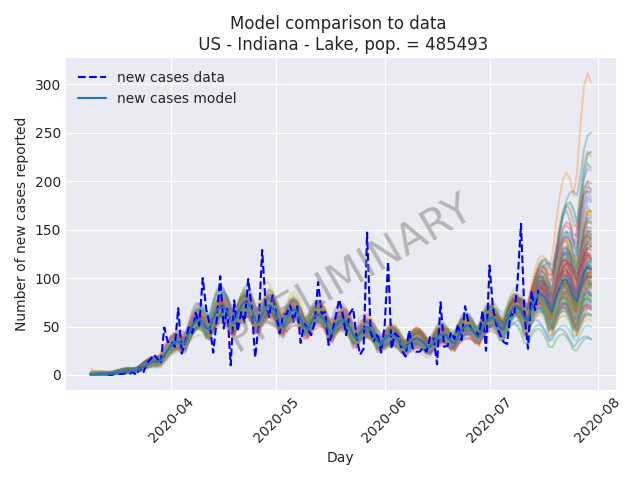 Model comparison to data
US - Indiana - Lake, pop. = 485493
new cases data
new cases model
PRELIMINARY
Number of new cases reported
300
250
200
150
100
50
0
2020-04
2020-05
2020-06
2020-07
2020-08
Day